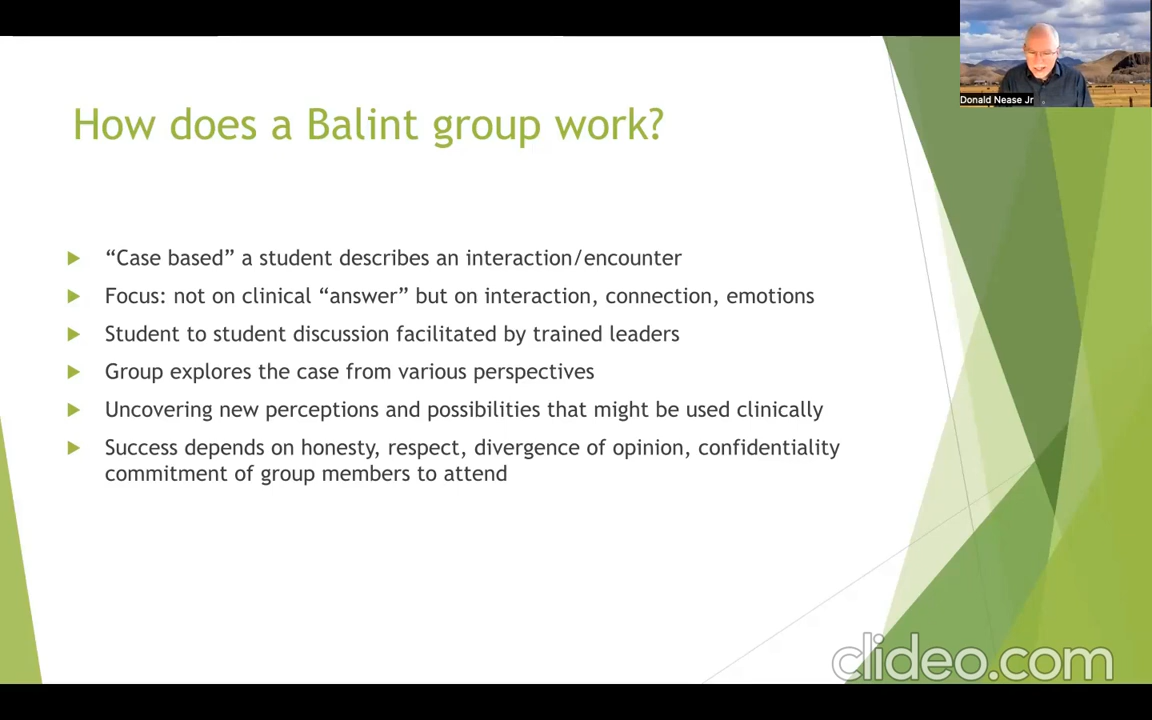 Donald Nease Jr
How does a Balint group work?
“Case based” a student describes an interaction/encounter
Focus: not on clinical “answer” but on interaction, connection, emotions
Student to student discussion facilitated by trained leaders
Group explores the case from various perspectives
Uncovering new perceptions and possibilities that might be used clinically
Success depends on honesty, respect, divergence of opinion, confidentiality
commitment of group members to attend
clideo.com